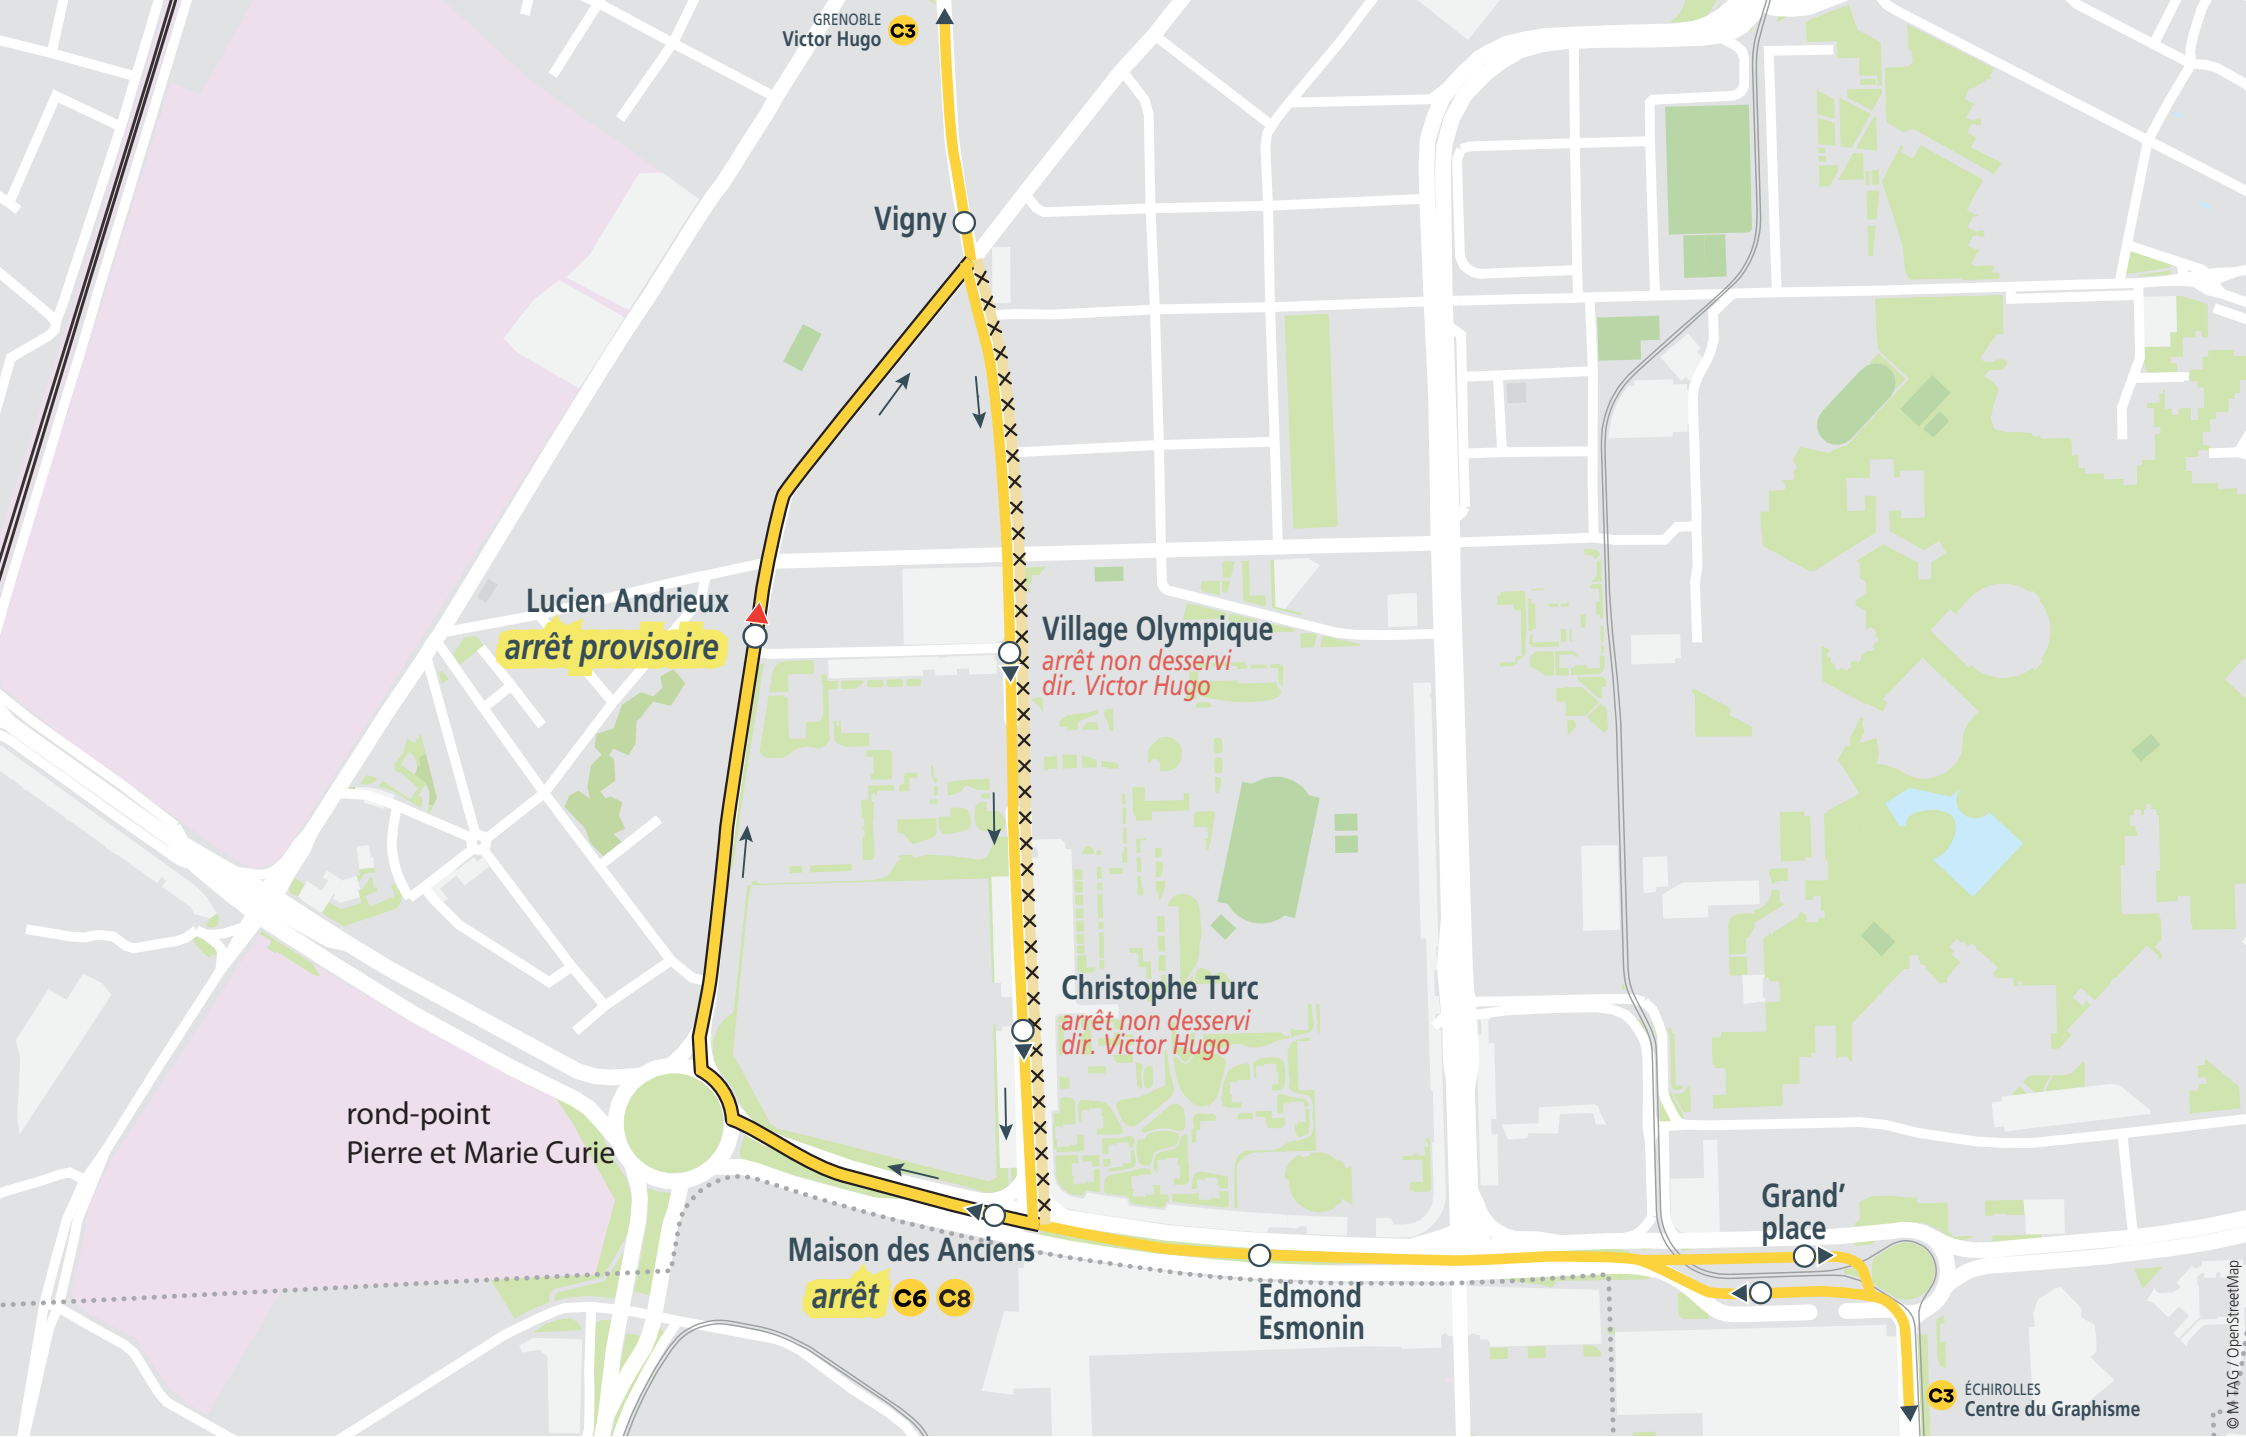 GRENOBLE
Victor Hugo C3
Vigny
Lucien Andrieux
arrêt provisoire
Village Olympique
arrêt non desservi
dir. Victor Hugo
Christophe Turc
arrêt non desservi
dir. Victor Hugo
rond-point
Pierre et Marie Curie
Maison des Anciens
arrêt C6 C8
Edmond
Esmonin
Grand'
place
C3 ÉCHIROLLES
Centre du Graphisme
© M TAG / OpenStreetMap